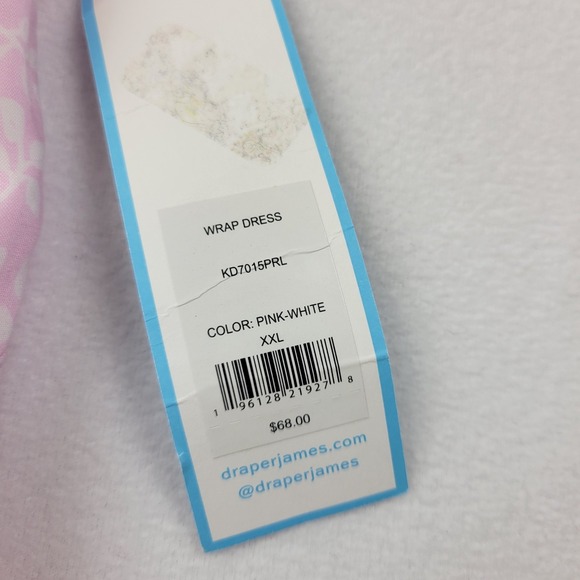 WRAP DRESS
KD7015PRL
COLOR: PINK-WHITE
XXL
1 96128 21927 8
$68.00
draperjames.com
@draperjames